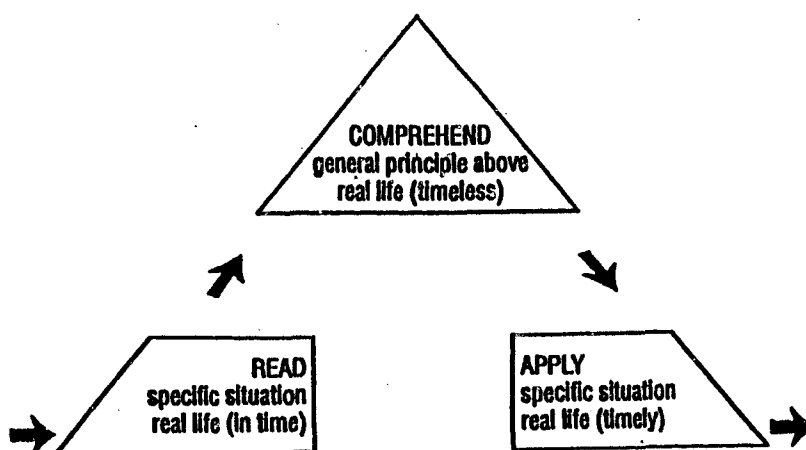 COMPREHEND
general principle above
real life (timeless)
READ
specific situation
real life (in time)
APPLY
specific situation
real life (timely)